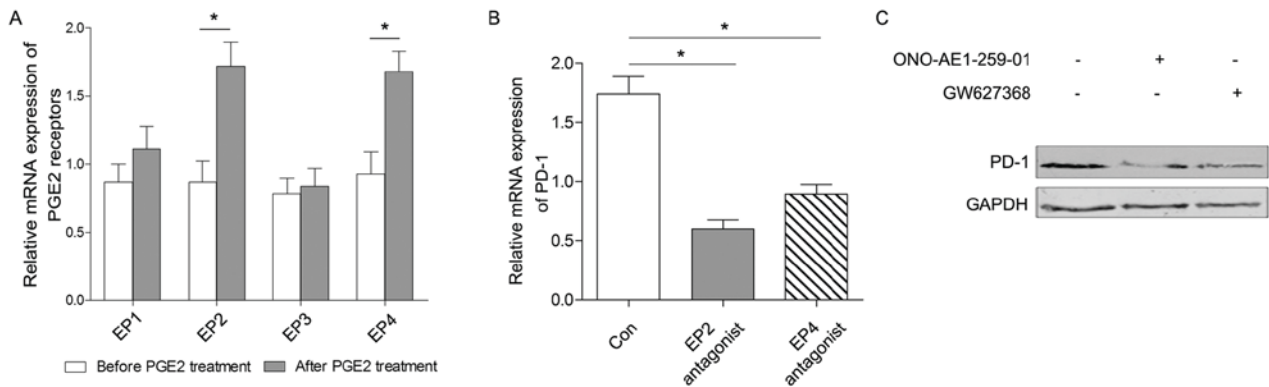 A
Relative mRNA expression of
PGE2 receptors
2.0
1.5
1.0
0.5
0.0
*
*
EP1
EP2
EP3
EP4
Before PGE2 treatment
After PGE2 treatment
B
Relative mRNA expression
of PD-1
2.0
1.5
1.0
0.5
0.0
*
*
Con
EP2
antagonist
EP4
antagonist
C
ONO-AE1-259-01 - + -
GW627368 - - +
PD-1
GAPDH